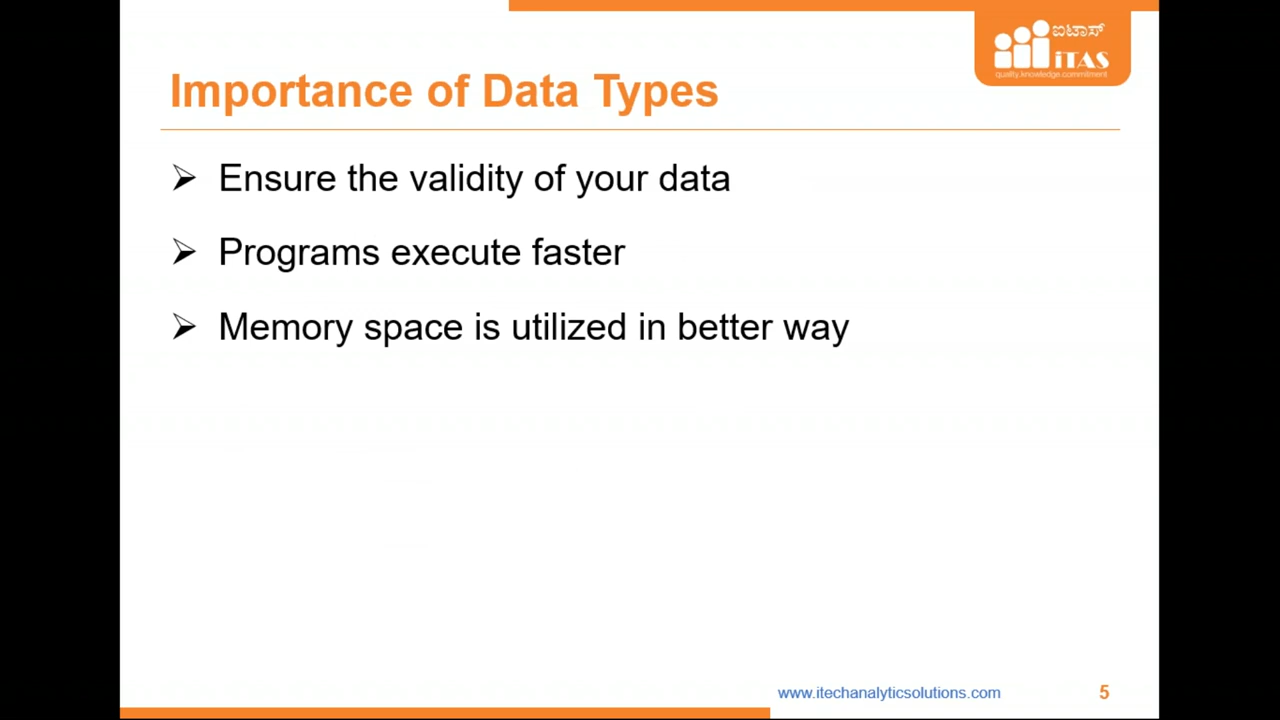 ಐಟಾಸ್
iTAS
quality.knowledge.commitment
Importance of Data Types
➢ Ensure the validity of your data
➢ Programs execute faster
➢ Memory space is utilized in better way
www.itechanalyticsolutions.com
5